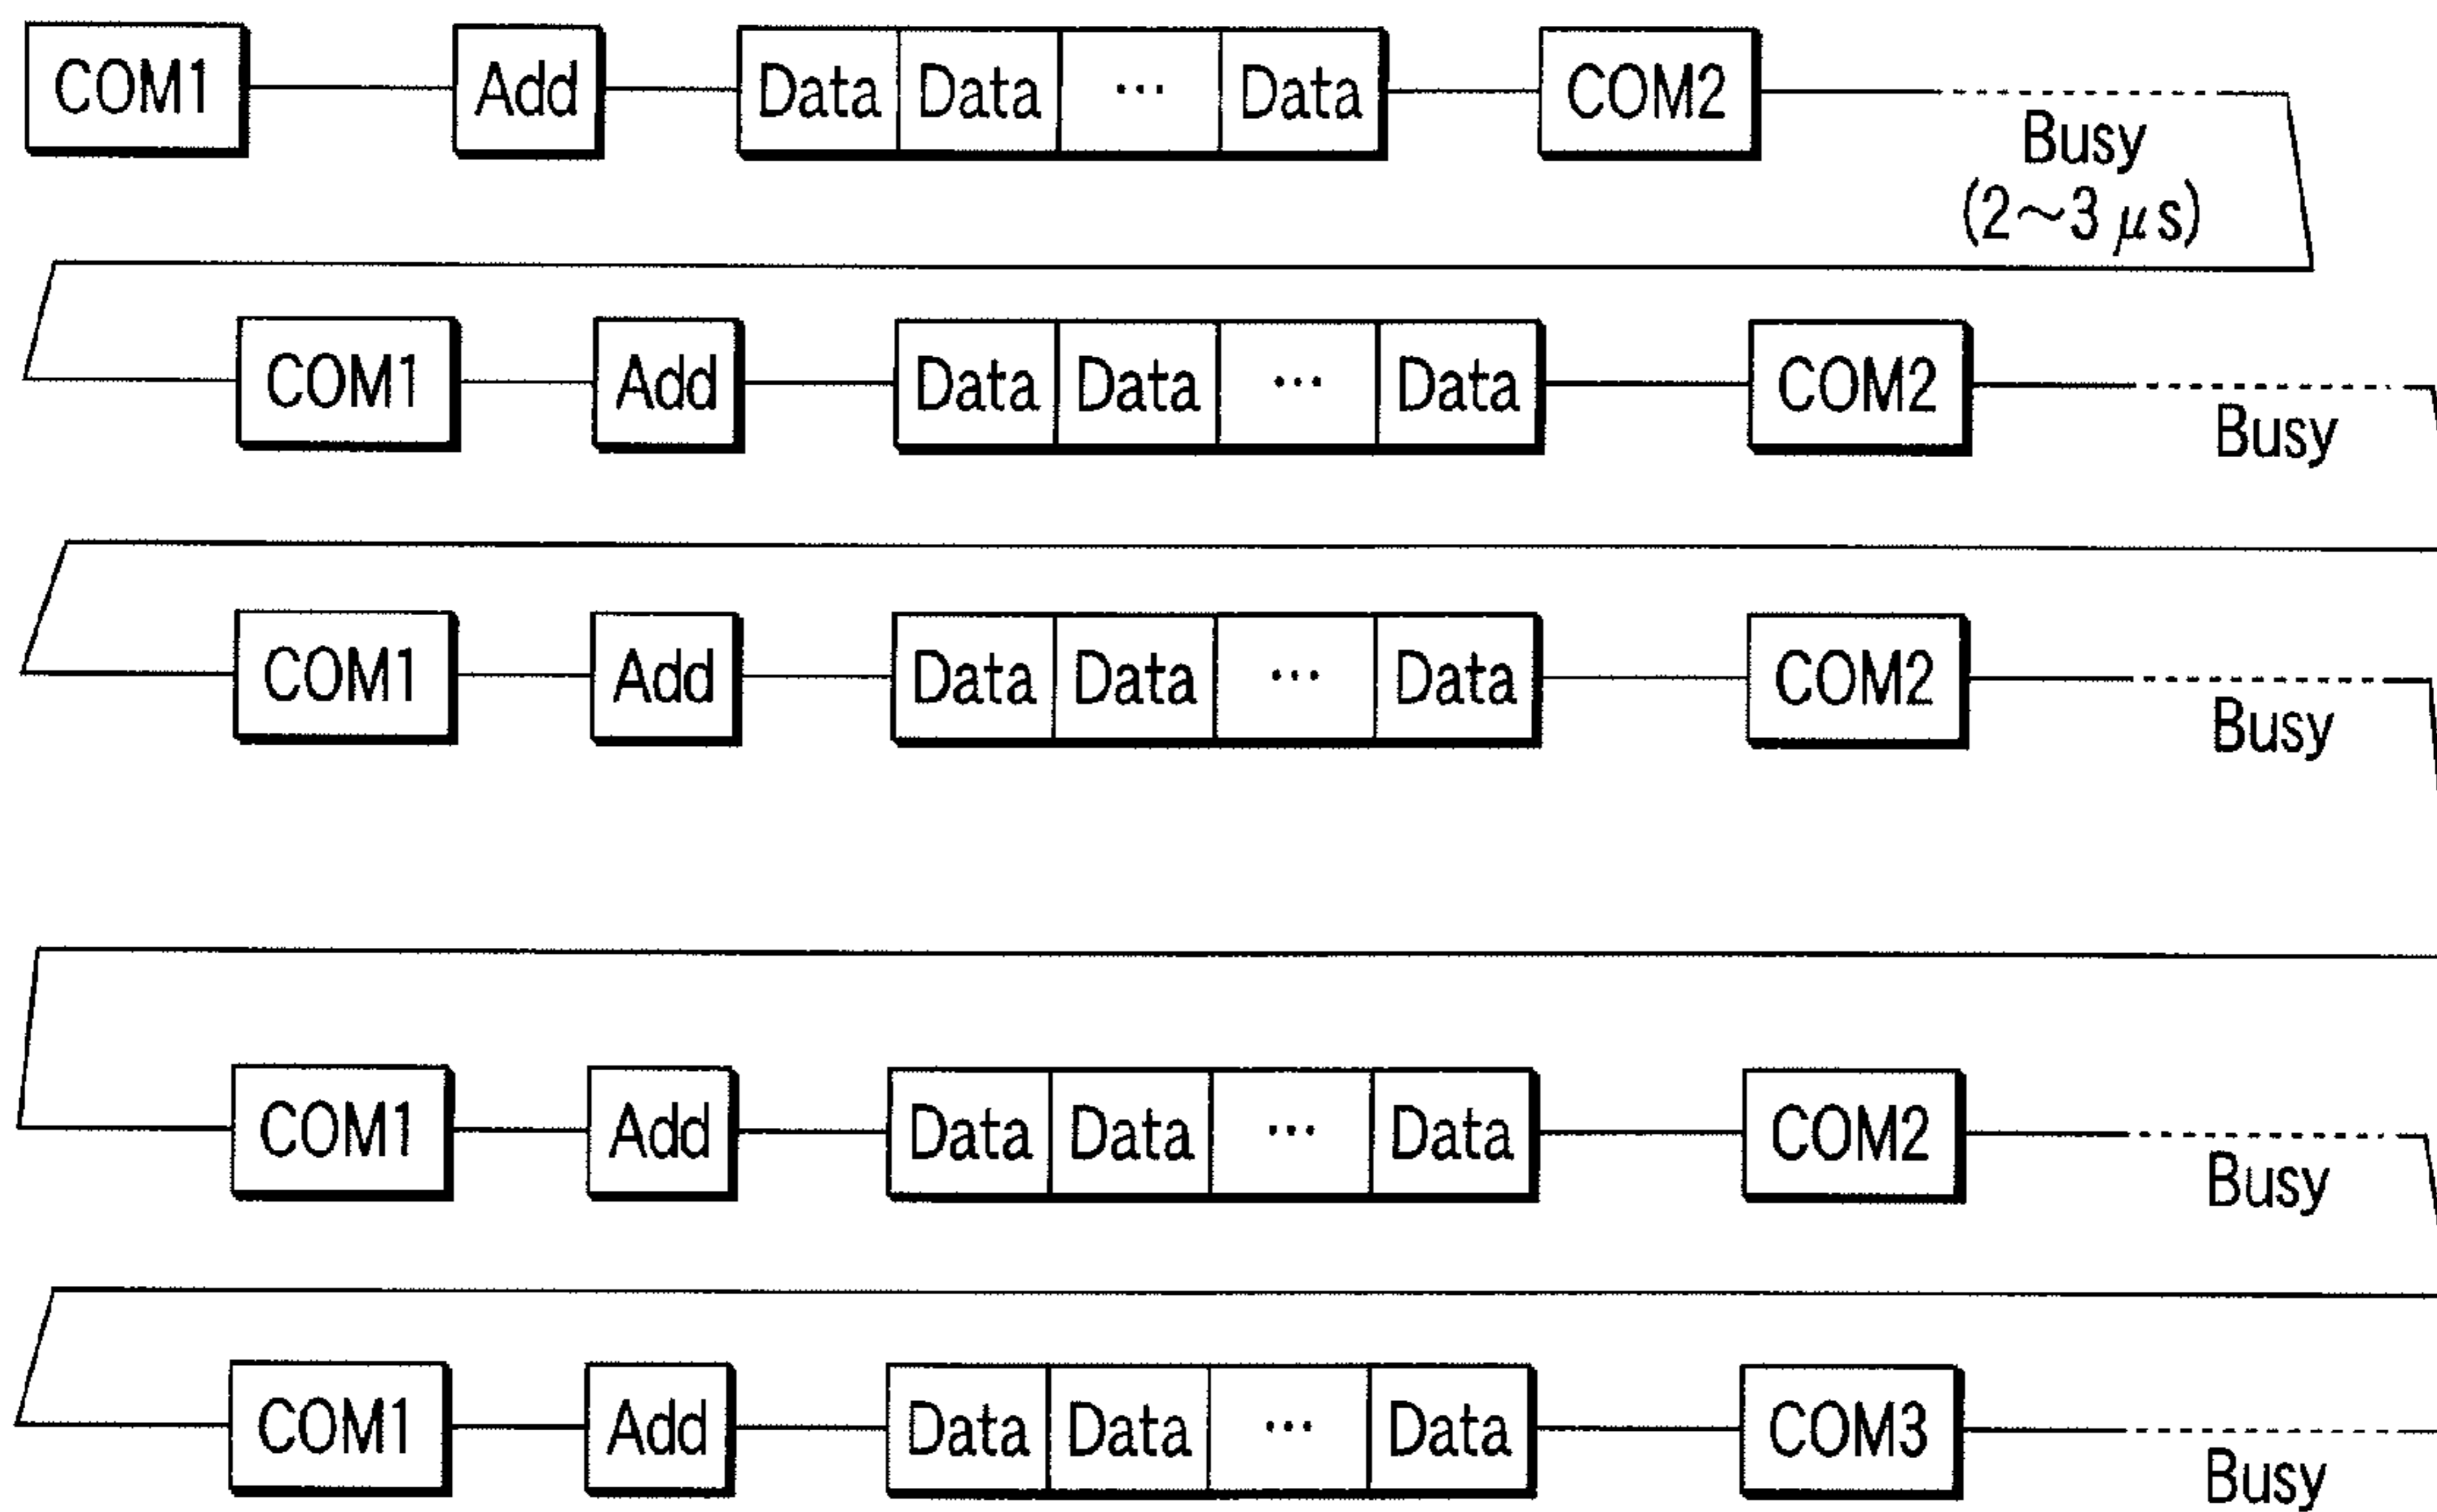 COM1 Add Data Data ... Data COM2
Busy
(2～3 μs)
COM1 Add Data Data ... Data COM2
Busy
COM1 Add Data Data ... Data COM2
Busy
COM1 Add Data Data ... Data COM2
Busy
COM1 Add Data Data ... Data COM3
Busy